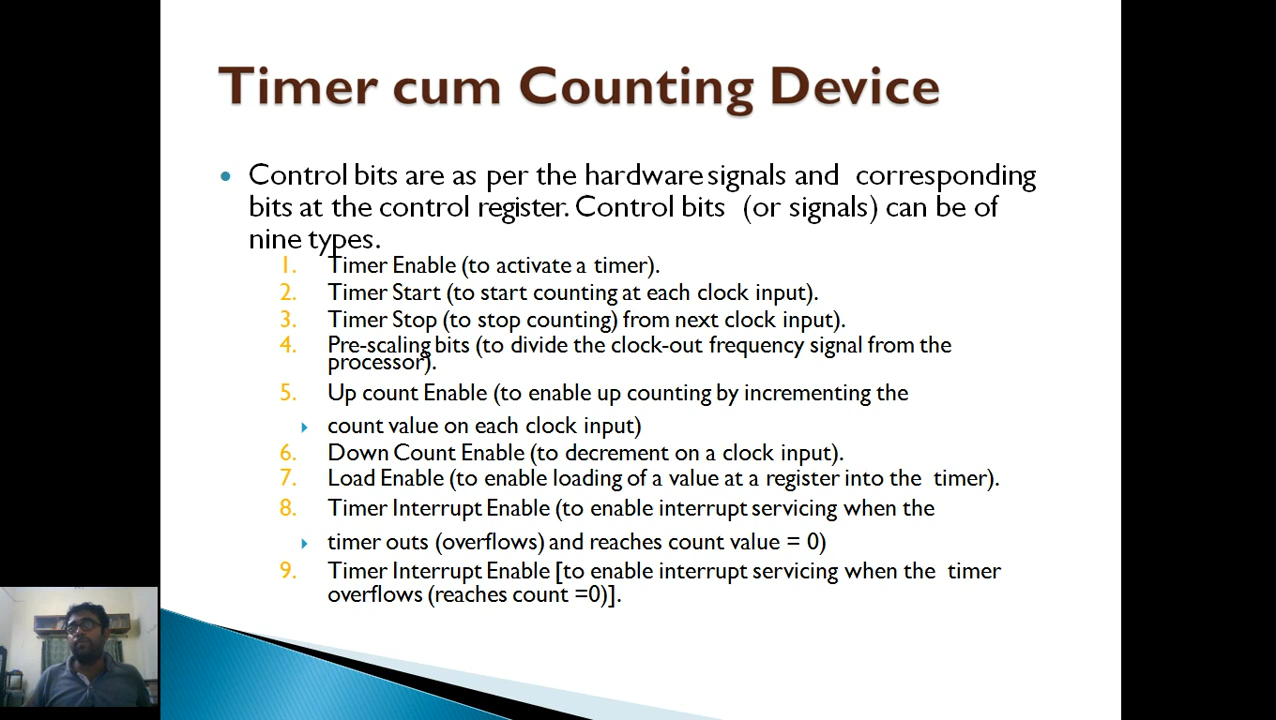 Timer cum Counting Device
• Control bits are as per the hardware signals and corresponding
bits at the control register. Control bits (or signals) can be of
nine types.
1. Timer Enable (to activate a timer).
2. Timer Start (to start counting at each clock input).
3. Timer Stop (to stop counting) from next clock input).
4. Pre-scaling bits (to divide the clock-out frequency signal from the
processor).
5. Up count Enable (to enable up counting by incrementing the
count value on each clock input)
6. Down Count Enable (to decrement on a clock input).
7. Load Enable (to enable loading of a value at a register into the timer).
8. Timer Interrupt Enable (to enable interrupt servicing when the
timer outs (overflows) and reaches count value = 0)
9. Timer Interrupt Enable [to enable interrupt servicing when the timer
overflows (reaches count =0)].